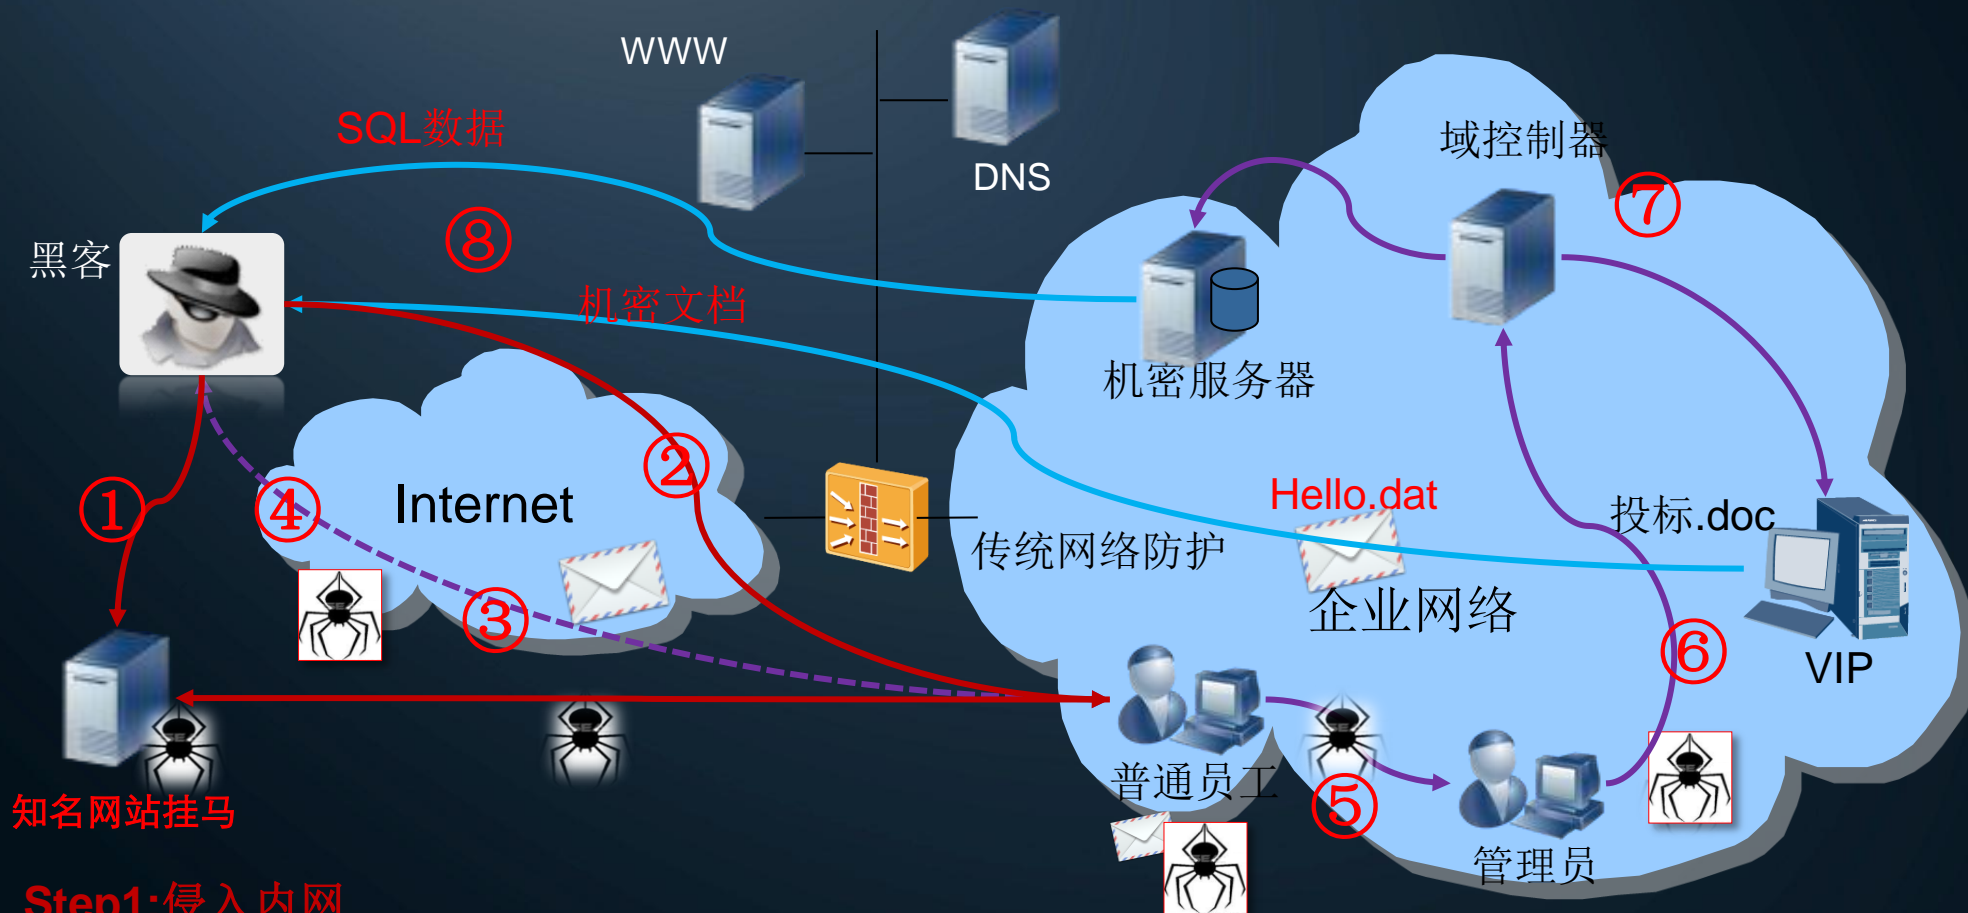 WWW
SQL数据
DNS
域控制器
⑦
黑客
⑧
机密文档
机密服务器
②
①
④
Internet
Hello.dat
投标.doc
传统网络防护
③
企业网络
⑥
VIP
普通员工
⑤
知名网站挂马
管理员
Step1:侵入内网